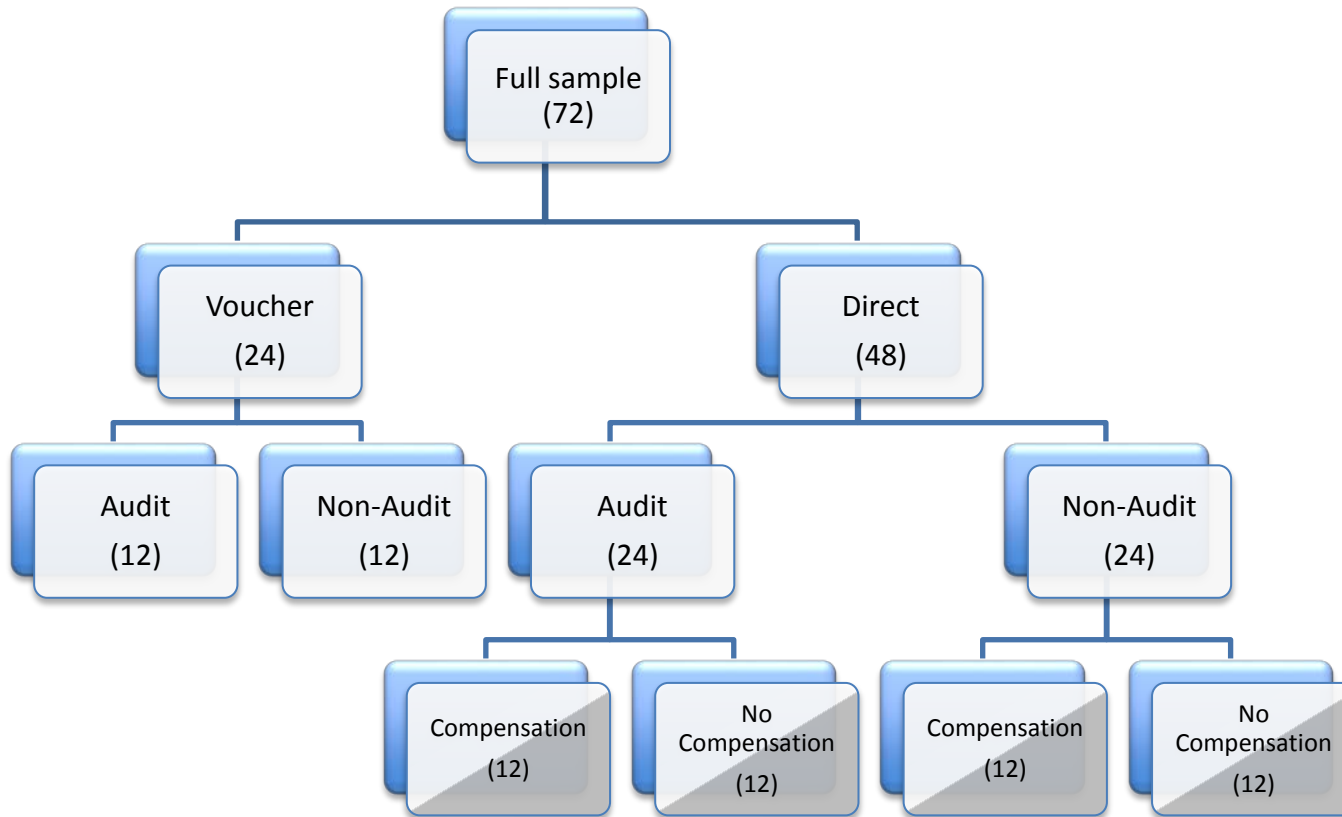 Full sample
(72)
Voucher
(24)
Direct
(48)
Audit
(12)
Non-Audit
(12)
Audit
(24)
Non-Audit
(24)
Compensation
(12)
No
Compensation
(12)
Compensation
(12)
No
Compensation
(12)